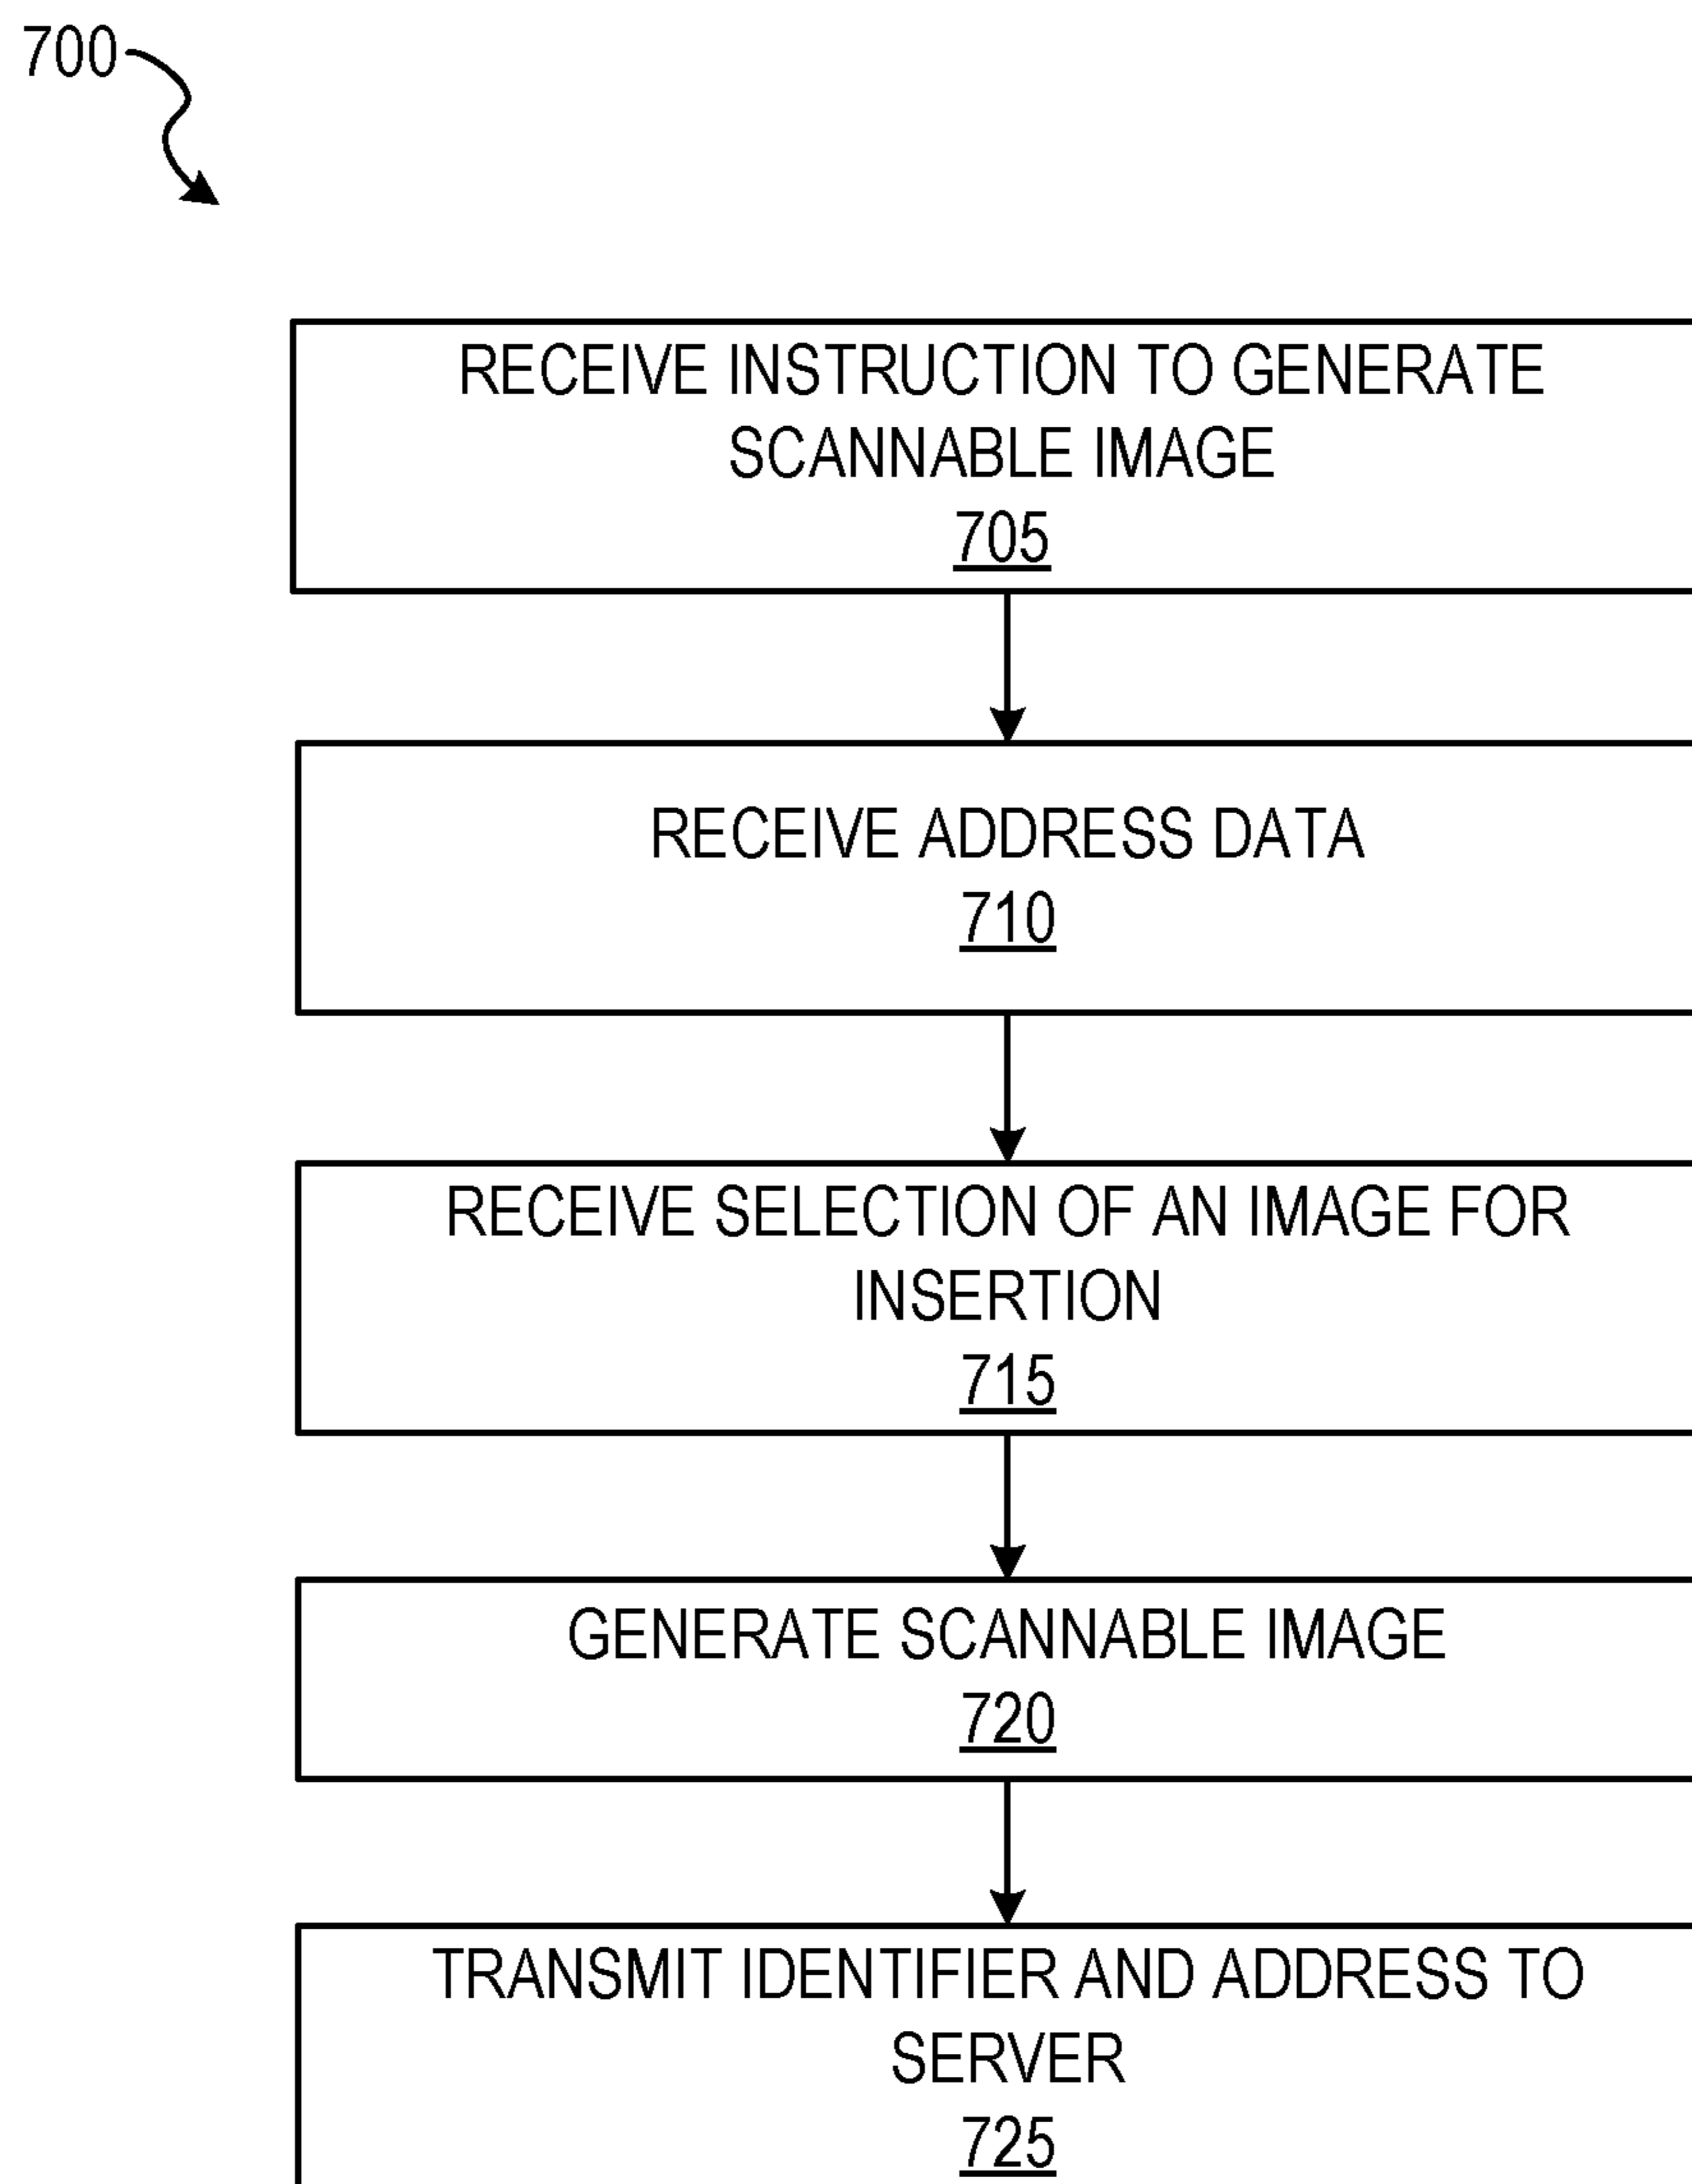 700
RECEIVE INSTRUCTION TO GENERATE
SCANNABLE IMAGE
705
RECEIVE ADDRESS DATA
710
RECEIVE SELECTION OF AN IMAGE FOR
INSERTION
715
GENERATE SCANNABLE IMAGE
720
TRANSMIT IDENTIFIER AND ADDRESS TO
SERVER
725